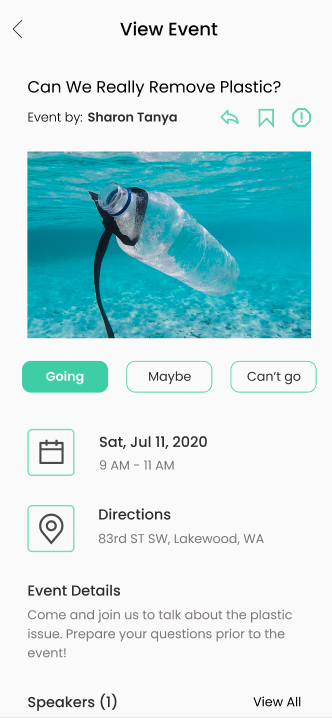 View Event
Can We Really Remove Plastic?
Event by: Sharon Tanya
Going
Maybe
Can't go
Sat, Jul 11, 2020
9 AM - 11 AM
Directions
83rd ST SW, Lakewood, WA
Event Details
Come and join us to talk about the plastic
issue. Prepare your questions prior to the
event!
Speakers (1)
View All